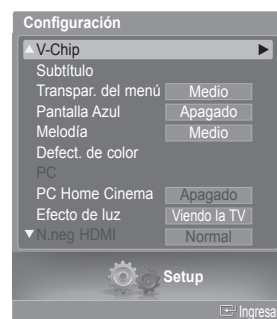 Configuración
V-Chip
Subtítulo
Transpar. del menú Medio
Pantalla Azul Apagado
Melodía Medio
Defect. de color
PC
PC Home Cinema Apagado
Efecto de luz Viendo la TV
N.neg HDMI Normal
Setup
Ingresa